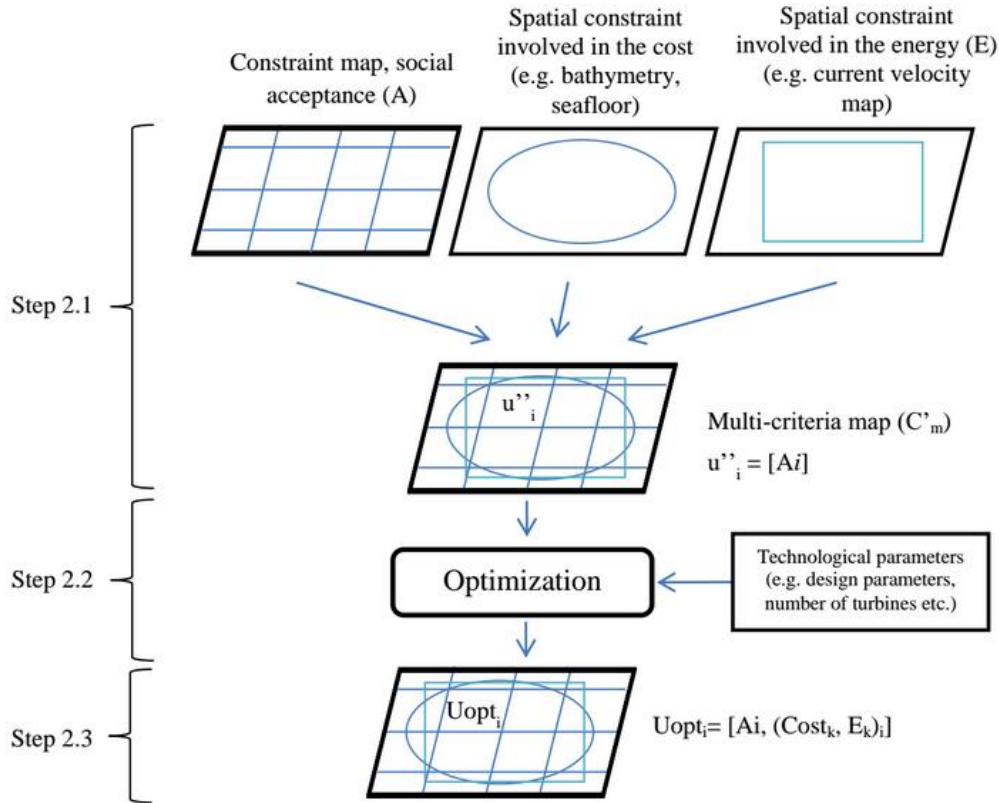 Constraint map, social
acceptance (A)
Spatial constraint
involved in the cost
(e.g. bathymetry,
seafloor)
Spatial constraint
involved in the energy (E)
(e.g. current velocity
map)
Step 2.1
u’’i
Multi-criteria map (C’m)
u’’i = [Ai]
Step 2.2
Optimization
Technological parameters
(e.g. design parameters,
number of turbines etc.)
Step 2.3
Uopti
Uopti= [Ai, (Costk, Ek)i]